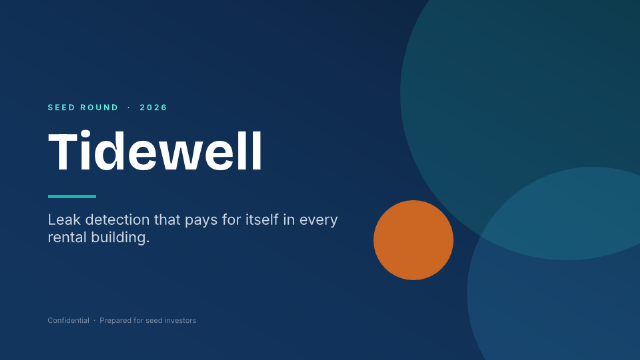 SEED ROUND · 2026
Tidewell
Leak detection that pays for itself in every
rental building.
Confidential · Prepared for seed investors